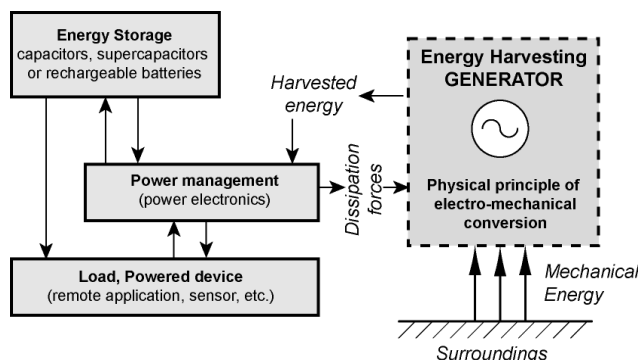 Energy Storage
capacitors, supercapacitors
or rechargeable batteries
Energy Harvesting
GENERATOR
Harvested
energy
Power management
(power electronics)
Dissipation
forces
Physical principle of
electro-mechanical
conversion
Load, Powered device
(remote application, sensor, etc.)
Mechanical
Energy
Surroundings